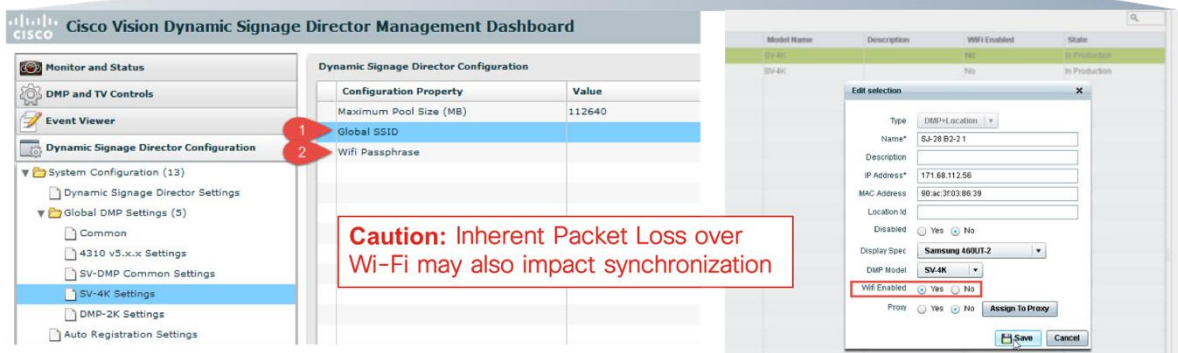 CISCO
Cisco Vision Dynamic Signage Director Management Dashboard
Monitor and Status
DMP and TV Controls
Event Viewer
Dynamic Signage Director Configuration
System Configuration (13)
Dynamic Signage Director Settings
Global DMP Settings (5)
Common
4310 v5.x.x Settings
SV-DMP Common Settings
SV-4K Settings
DMP-2K Settings
Auto Registration Settings
Dynamic Signage Director Configuration
Configuration Property Value
Maximum Pool Size (MB) 112640
1 Global SSID
2 Wifi Passphrase
Caution: Inherent Packet Loss over
Wi-Fi may also impact synchronization
Model Name Description WiFi Enabled State
SV-4K No In Production
SV-4K No In Production
Edit selection x
Type DMP+Location
Name* SJ-28 B2-2 1
Description
IP Address* 171.68.112.56
MAC Address 90:ac:3f:03:86:39
Location Id
Disabled Yes No
Display Spec Samsung 460UT-2
DMP Model SV-4K
Wifi Enabled Yes No
Proxy Yes No Assign To Proxy
Save Cancel